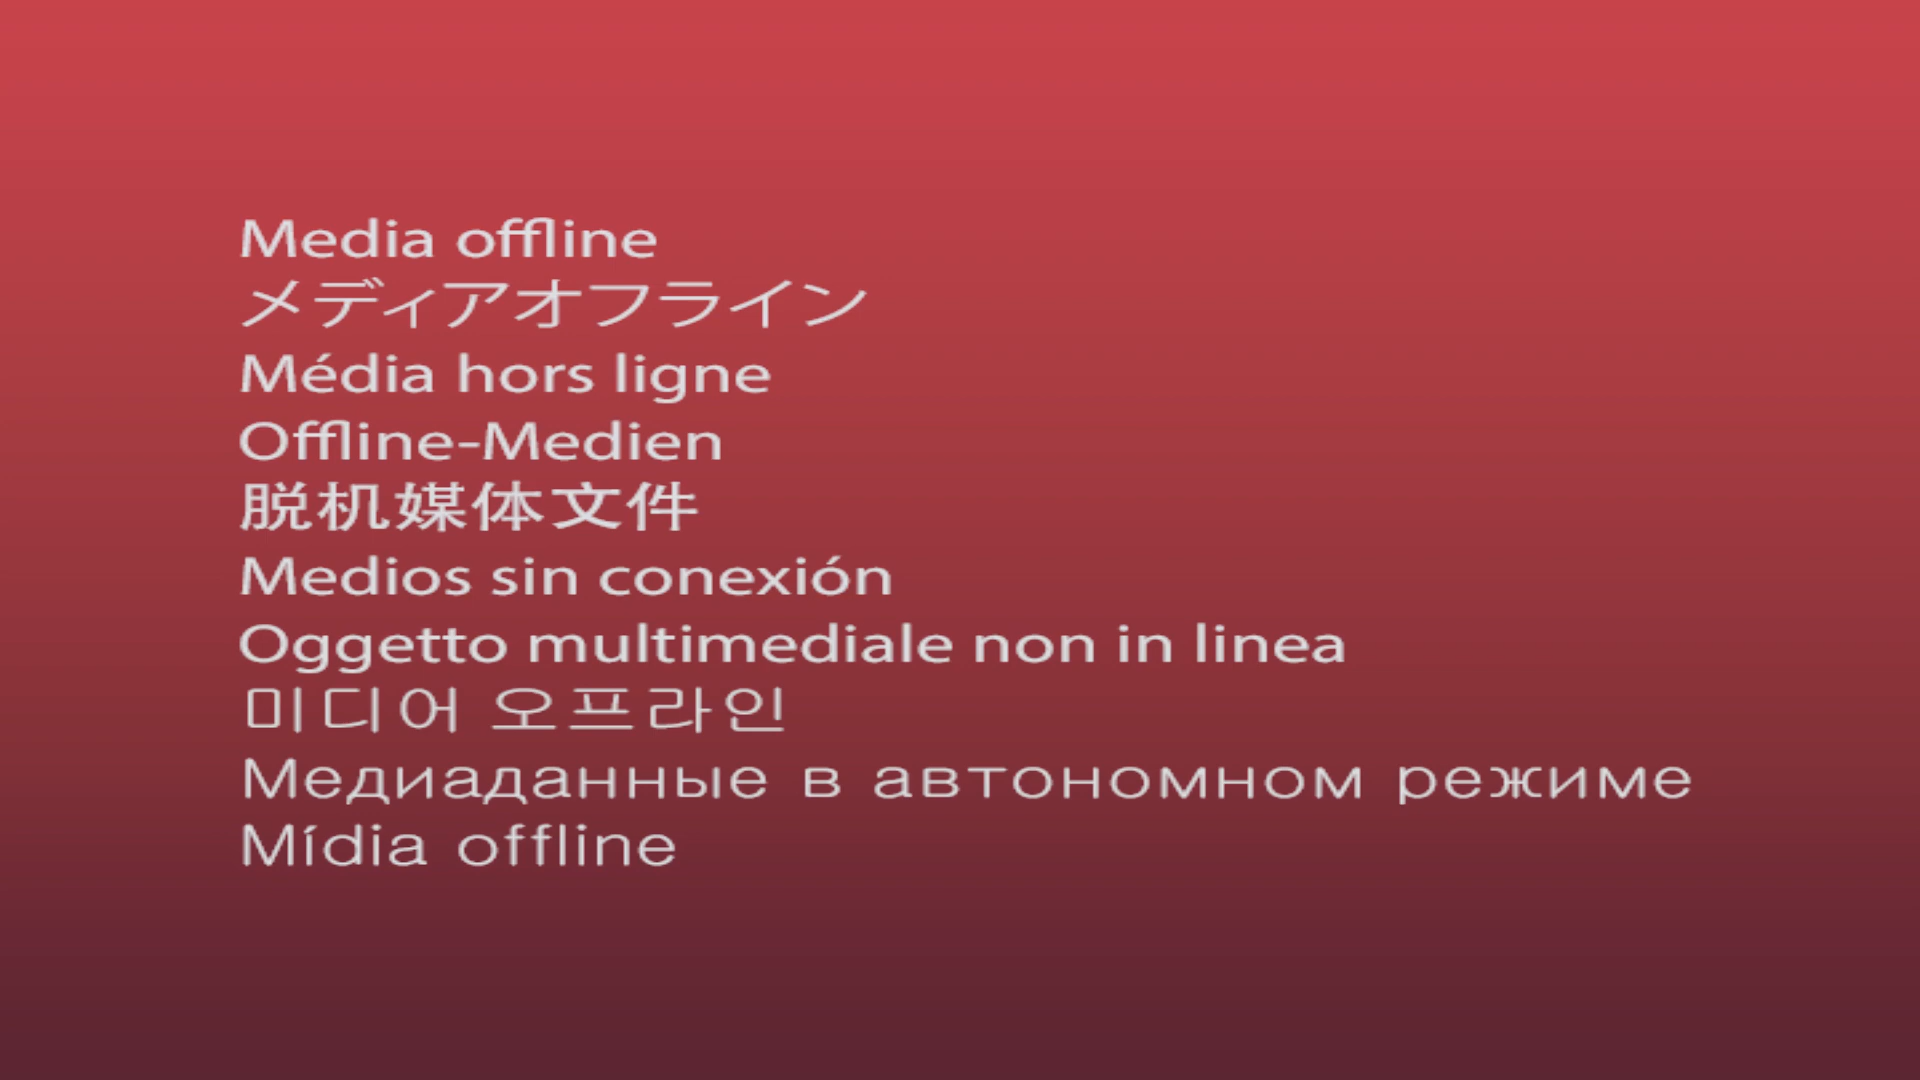 Media offline
メディアオフライン
Média hors ligne
Offline-Medien
脱机媒体文件
Medios sin conexión
Oggetto multimediale non in linea
미디어 오프라인
Медиаданные в автономном режиме
Mídia offline